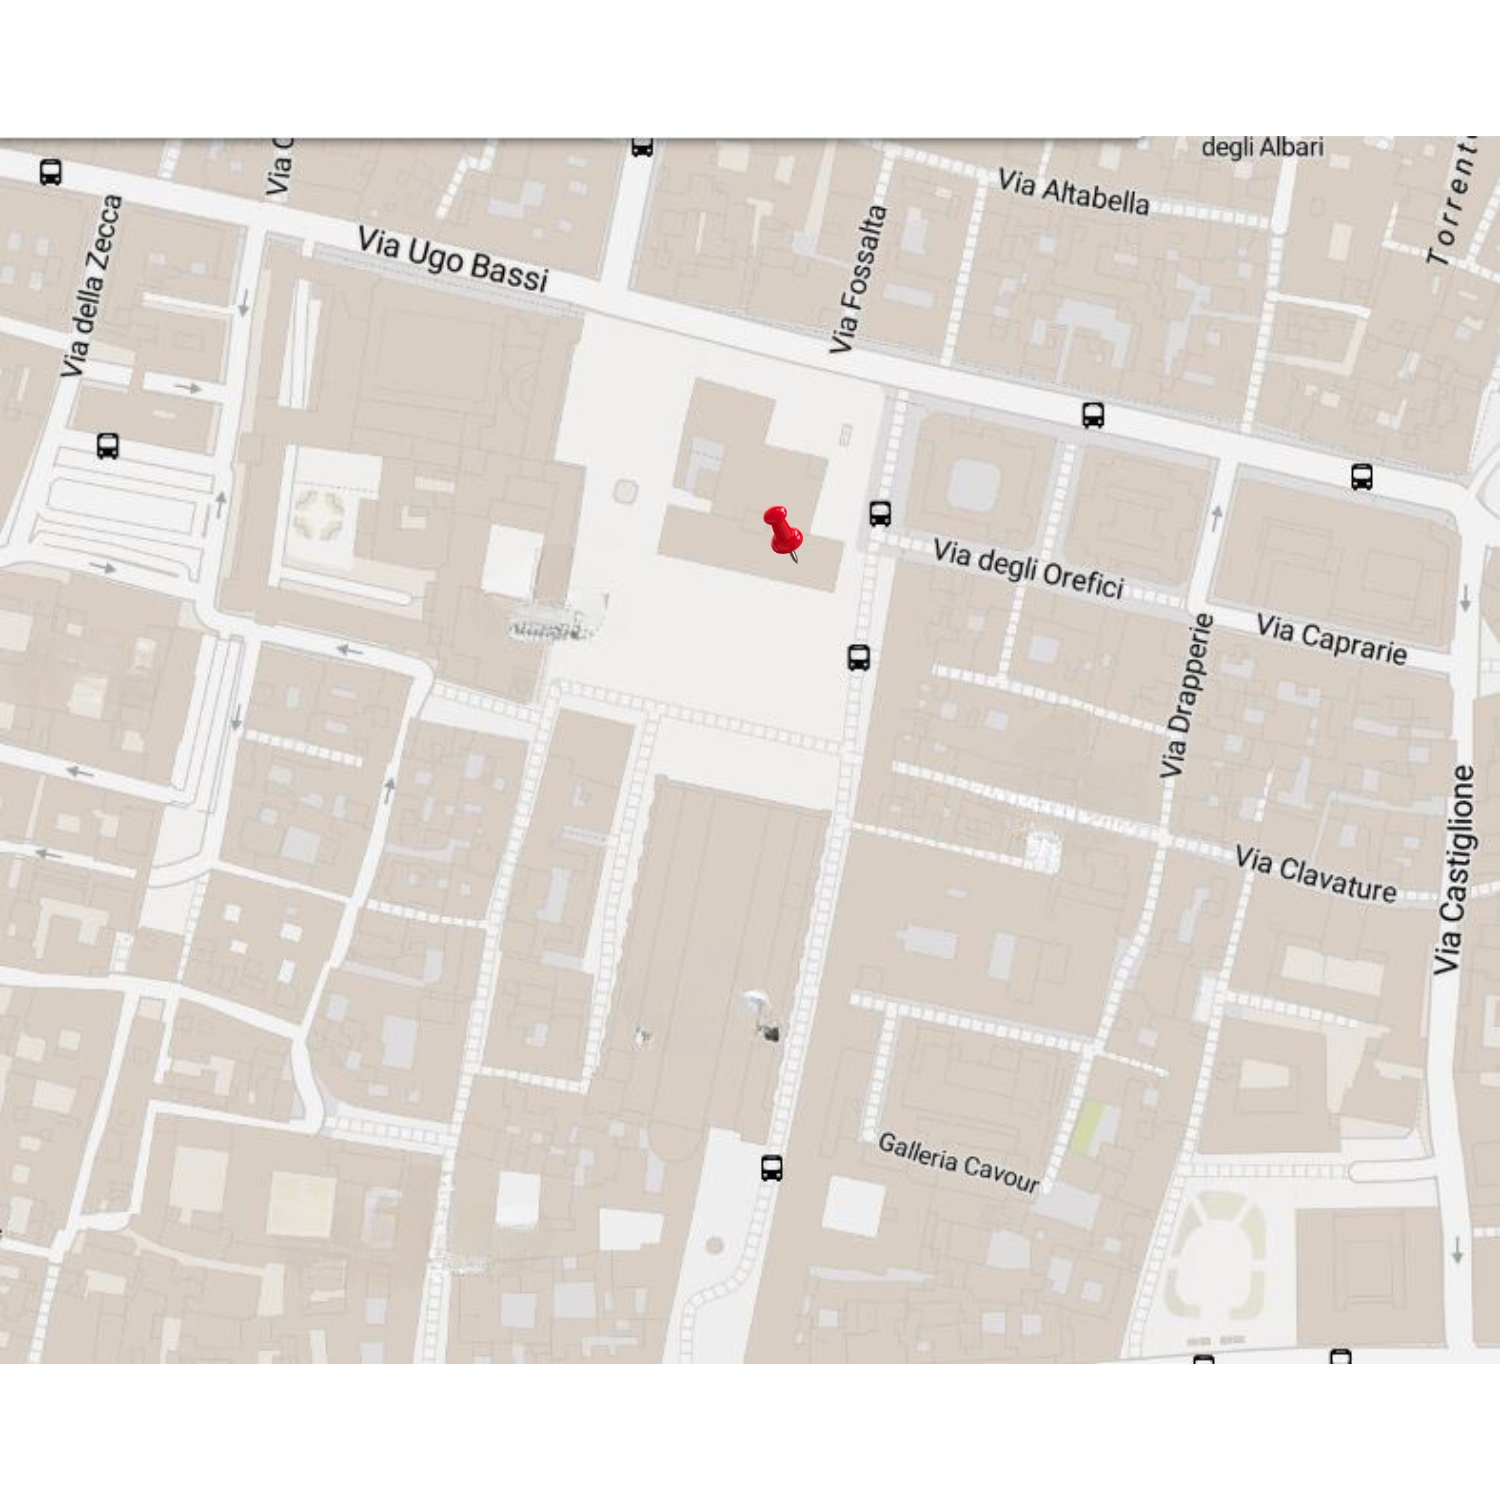 degli Albari
Via Altabella
Via C
Via della Zecca
Via Ugo Bassi
Via Fossalta
Torrent
Via degli Orefici
Via Caprarie
Via Drapperie
Via Clavature
Via Castiglione
Galleria Cavour